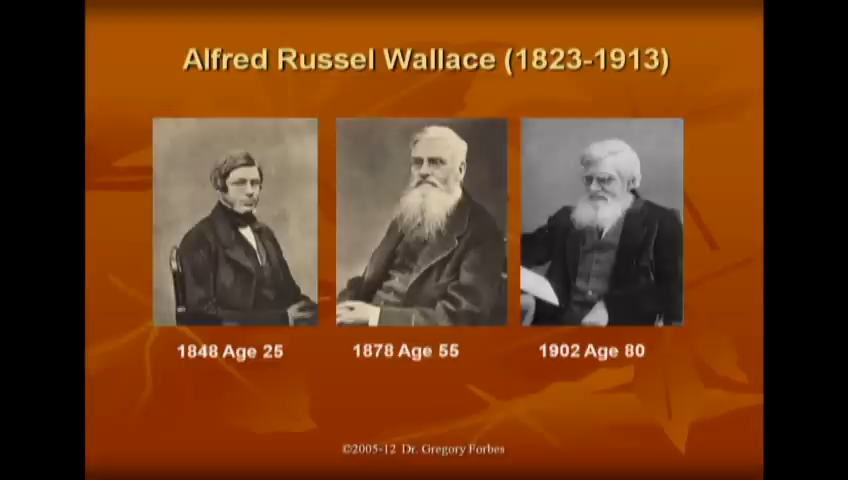 Alfred Russel Wallace (1823-1913)
1848 Age 25
1878 Age 55
1902 Age 80
©2005-12 Dr. Gregory Forbes